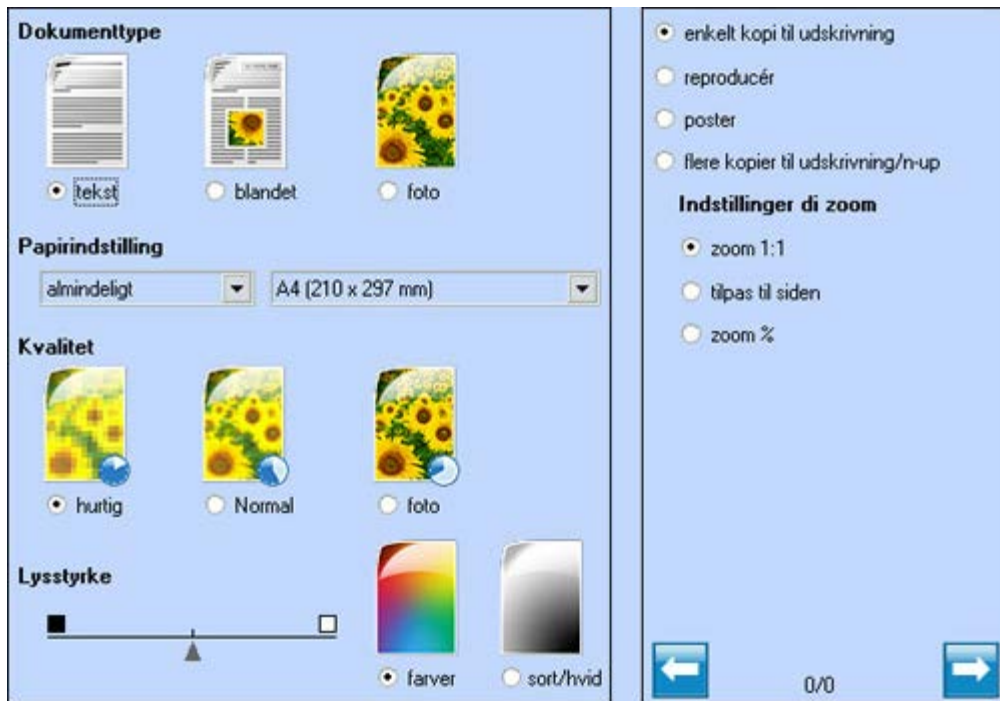 Dokumenttype
tekst
blandet
foto
Papirindstilling
almindeligt
A4 (210 x 297 mm)
Kvalitet
hurtig
Normal
foto
Lysstyrke
farver
sort/hvid
enkelt kopi til udskrivning
reproducér
poster
flere kopier til udskrivning/n-up
Indstillinger di zoom
zoom 1:1
tilpas til siden
zoom %
0/0